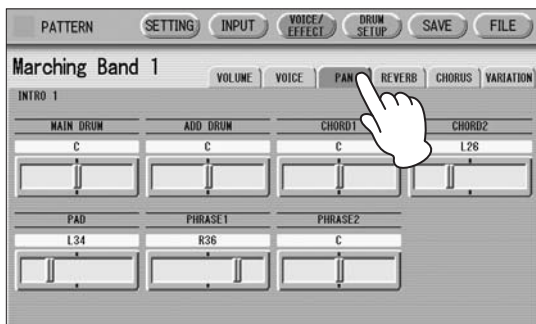 PATTERN SETTING INPUT VOICE/ EFFECT DRUM SETUP SAVE FILE
Marching Band 1 VOLUME VOICE PAN REVERB CHORUS VARIATION
INTRO 1
MAIN DRUM ADD DRUM CHORD1 CHORD2
C C C L26
PAD PHRASE1 PHRASE2
L34 R36 C